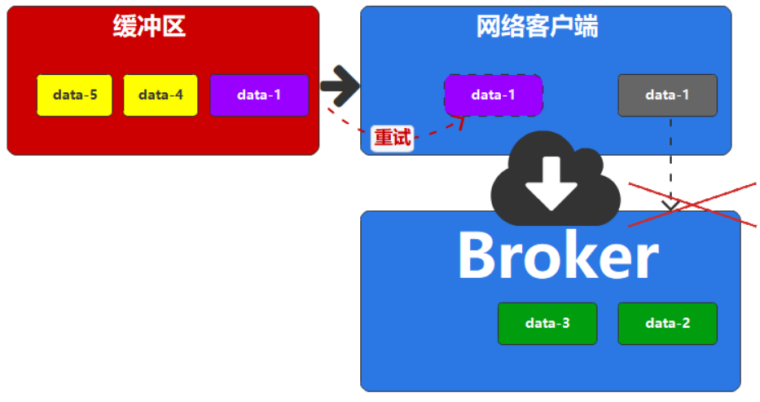 缓冲区
data-5
data-4
data-1
重试
网络客户端
data-1
data-1
Broker
data-3
data-2